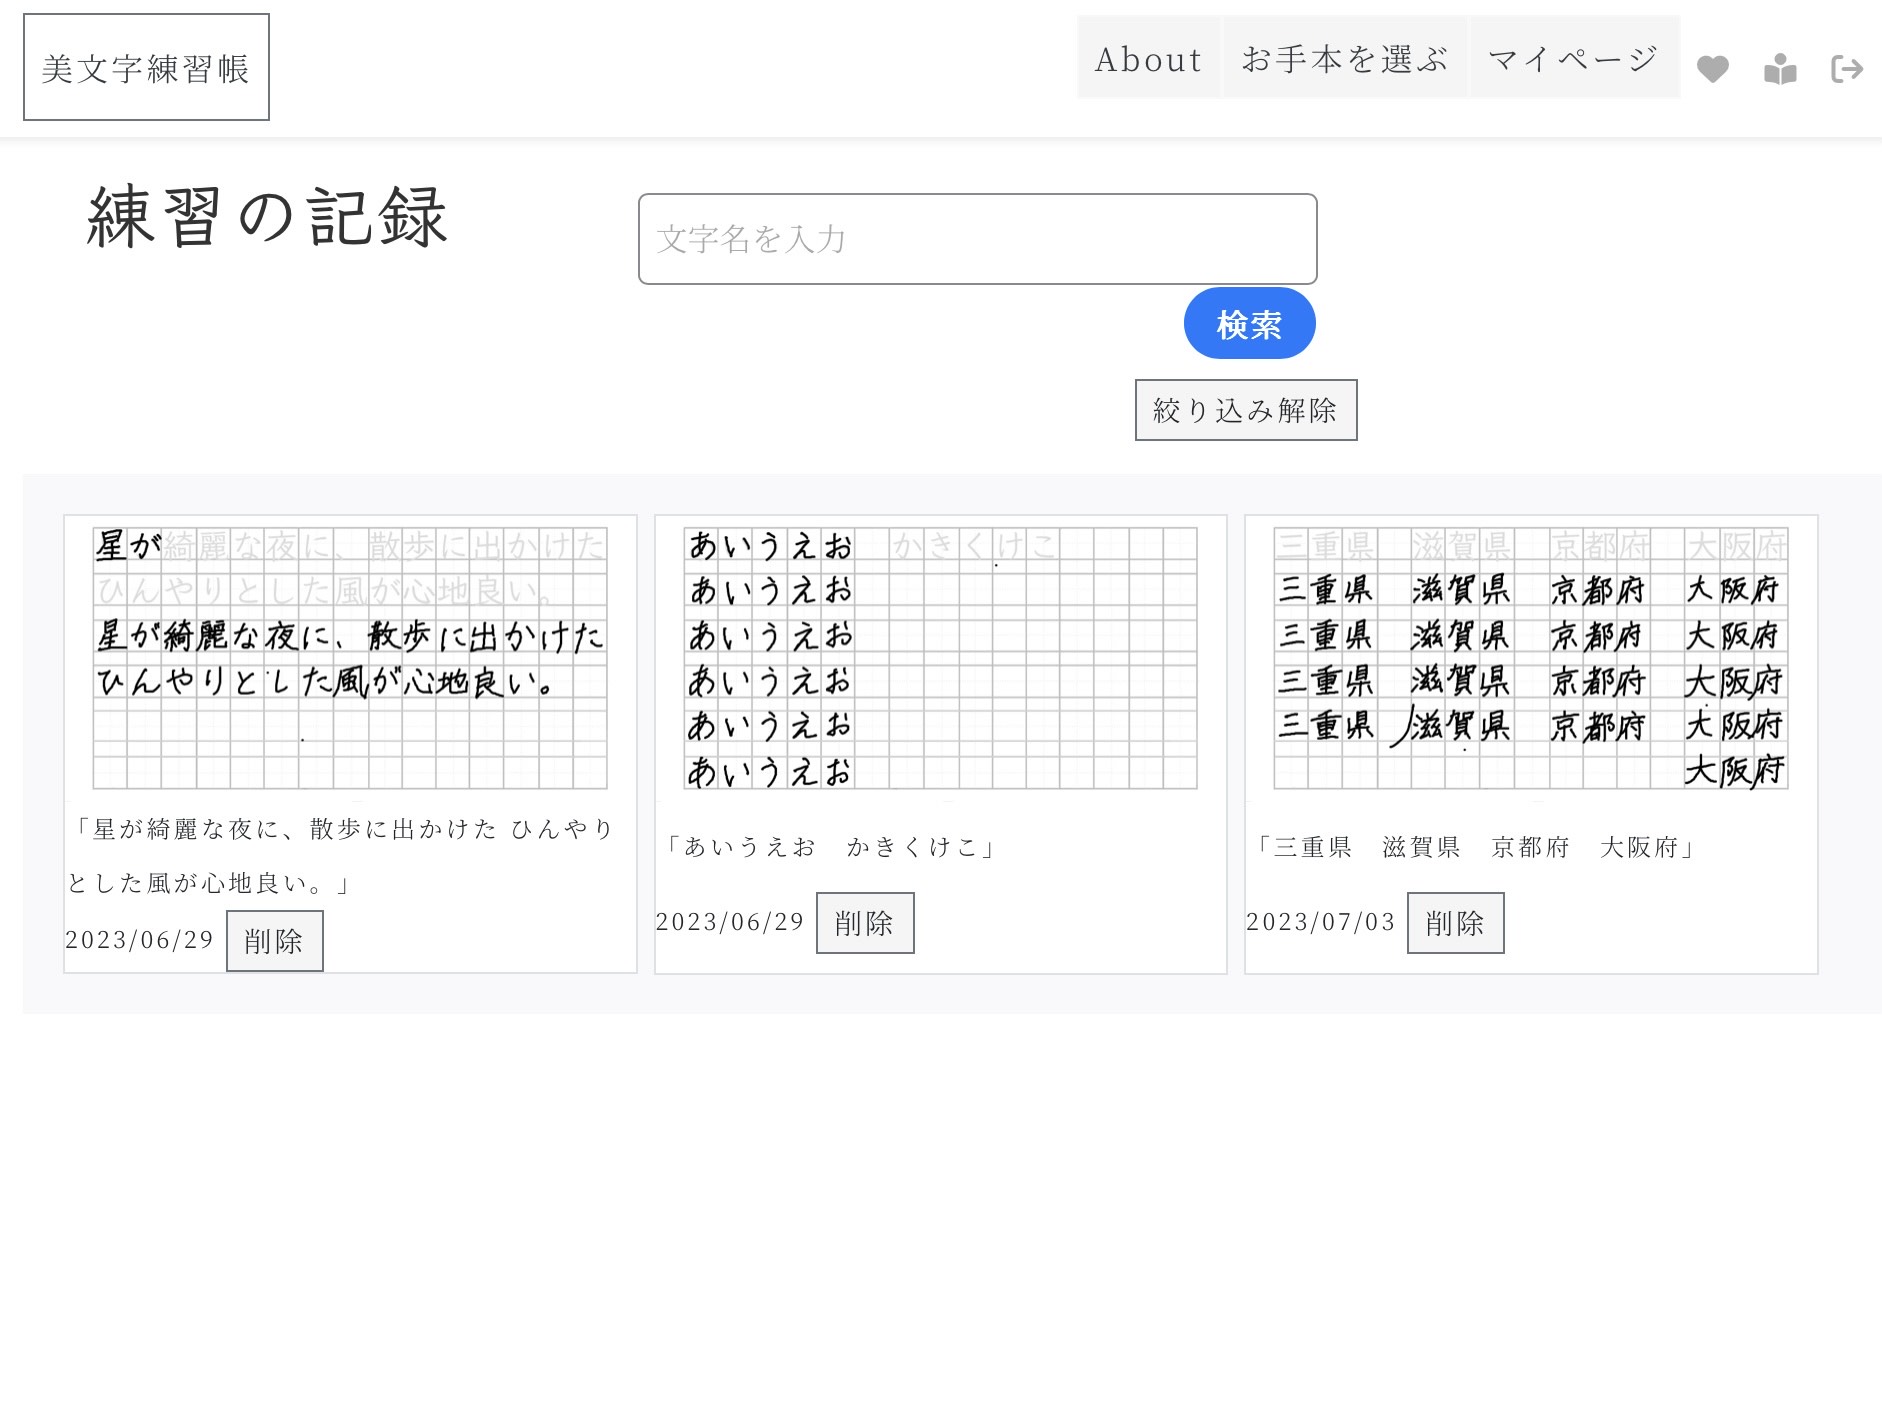 美文字練習帳
About お手本を選ぶ マイページ
練習の記録
文字名を入力
検索
絞り込み解除
星が綺麗な夜に、散歩に出かけた
ひんやりとした風が心地良い。
星が綺麗な夜に、散歩に出かけた
ひんやりとした風が心地良い。
「星が綺麗な夜に、散歩に出かけた ひんやり
とした風が心地良い。」
2023/06/29 削除
あいうえお　かきくけこ
あいうえお
あいうえお
あいうえお
あいうえお
あいうえお
「あいうえお　かきくけこ」
2023/06/29 削除
三重県　滋賀県　京都府　大阪府
三重県　滋賀県　京都府　大阪府
三重県　滋賀県　京都府　大阪府
三重県　滋賀県　京都府　大阪府
三重県　滋賀県　京都府　大阪府
大阪府
「三重県　滋賀県　京都府　大阪府」
2023/07/03 削除